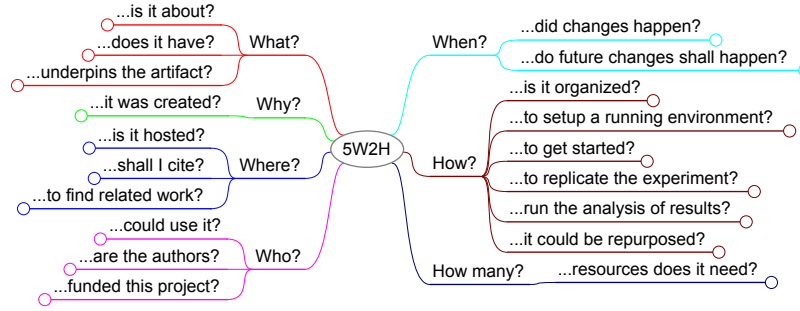 ...is it about?
...does it have?
What?
...underpins the artifact?
...it was created?
Why?
...is it hosted?
...shall I cite?
Where?
...to find related work?
...could use it?
...are the authors?
Who?
...funded this project?
5W2H
When?
...did changes happen?
...do future changes shall happen?
How?
...is it organized?
...to setup a running environment?
...to get started?
...to replicate the experiment?
...run the analysis of results?
...it could be repurposed?
How many?
...resources does it need?